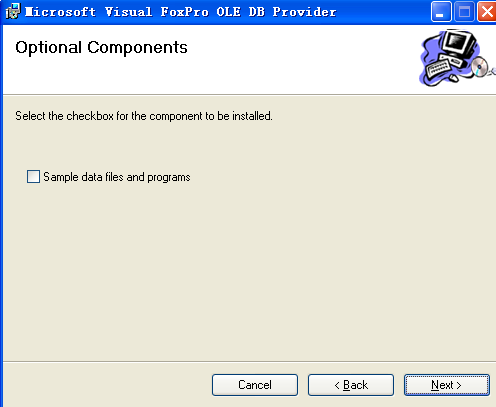 Microsoft Visual FoxPro OLE DB Provider
Optional Components
Select the checkbox for the component to be installed.
Sample data files and programs
Cancel
< Back
Next >